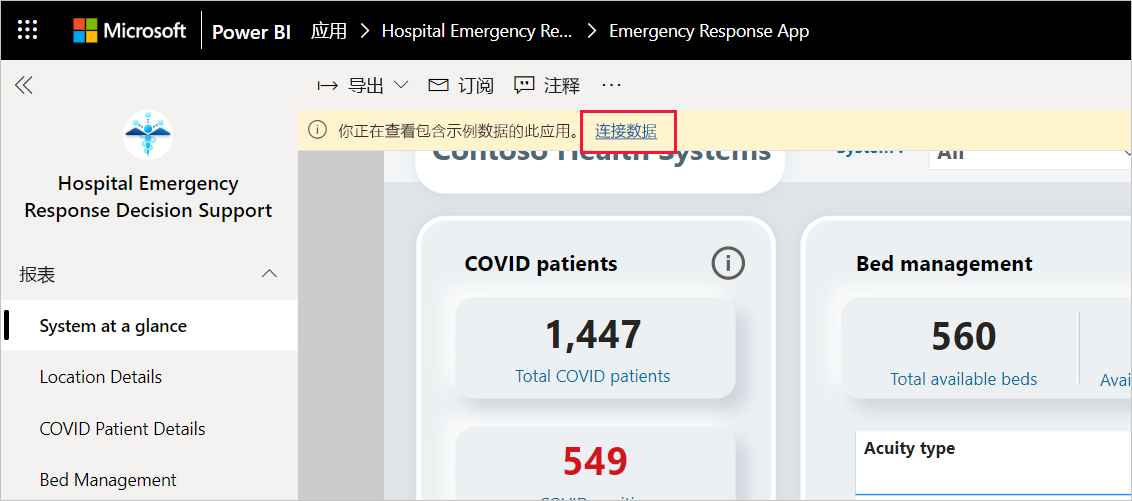 Microsoft Power BI 应用 Hospital Emergency Re... Emergency Response App
导出 订阅 注释 ...
你正在查看包含示例数据的此应用。 连接数据
Hospital Emergency
Response Decision Support
报表
System at a glance
Location Details
COVID Patient Details
Bed Management
Contoso Health Systems
System
All
COVID patients
1,447
Total COVID patients
549
Bed management
560
Total available beds
Avai
Acuity type